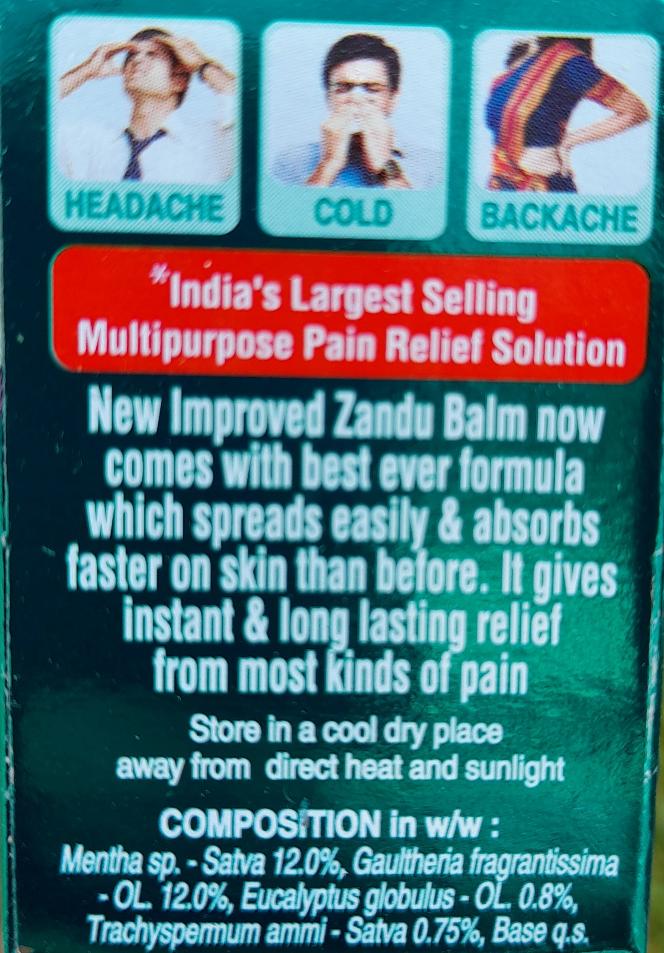 HEADACHE
COLD
BACKACHE
*India's Largest Selling
Multipurpose Pain Relief Solution
New Improved Zandu Balm now
comes with best ever formula
which spreads easily & absorbs
faster on skin than before. It gives
instant & long lasting relief
from most kinds of pain
Store in a cool dry place
away from direct heat and sunlight
COMPOSITION in w/w :
Mentha sp. - Satva 12.0%, Gaultheria fragrantissima
- OL. 12.0%, Eucalyptus globulus - OL. 0.8%,
Trachyspermum ammi - Satva 0.75%, Base q.s.